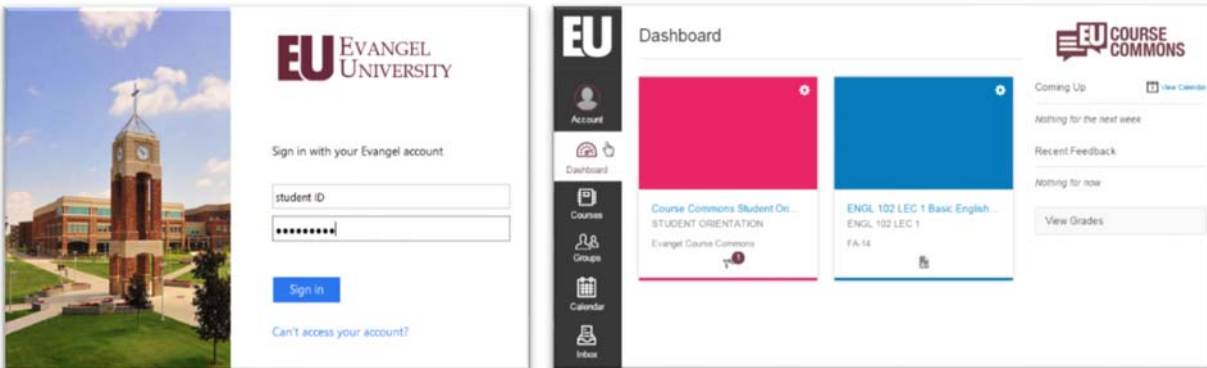 EU EVANGEL
UNIVERSITY
Sign in with your Evangel account
student ID
•••••••••
Sign in
Can't access your account?
EU
Account
Dashboard
Courses
Groups
Calendar
Inbox
Dashboard
Course Commons Student Ori...
STUDENT ORIENTATION
Evangel Course Commons
1
ENGL 102 LEC 1 Basic English ...
ENGL 102 LEC 1
FA-14
EU COURSE
COMMONS
Coming Up
View Calendar
Nothing for the next week
Recent Feedback
Nothing for now
View Grades